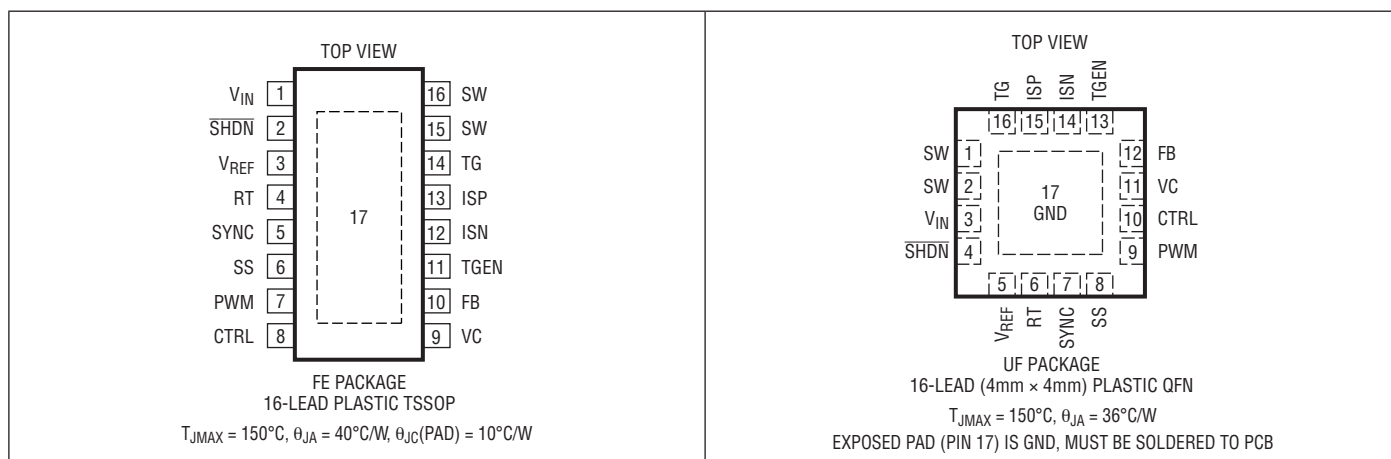 TOP VIEW
VIN 1
SHDN 2
VREF 3
RT 4
SYNC 5
SS 6
PWM 7
CTRL 8
16 SW
15 SW
14 TG
13 ISP
12 ISN
11 TGEN
10 FB
9 VC
17
FE PACKAGE
16-LEAD PLASTIC TSSOP
TJMAX = 150°C, θJA = 40°C/W, θJC(PAD) = 10°C/W
TOP VIEW
TG ISP ISN TGEN
16 15 14 13
SW 1
SW 2
VIN 3
SHDN 4
17
GND
12 FB
11 VC
10 CTRL
9 PWM
5 6 7 8
VREF RT SYNC SS
UF PACKAGE
16-LEAD (4mm × 4mm) PLASTIC QFN
TJMAX = 150°C, θJA = 36°C/W
EXPOSED PAD (PIN 17) IS GND, MUST BE SOLDERED TO PCB